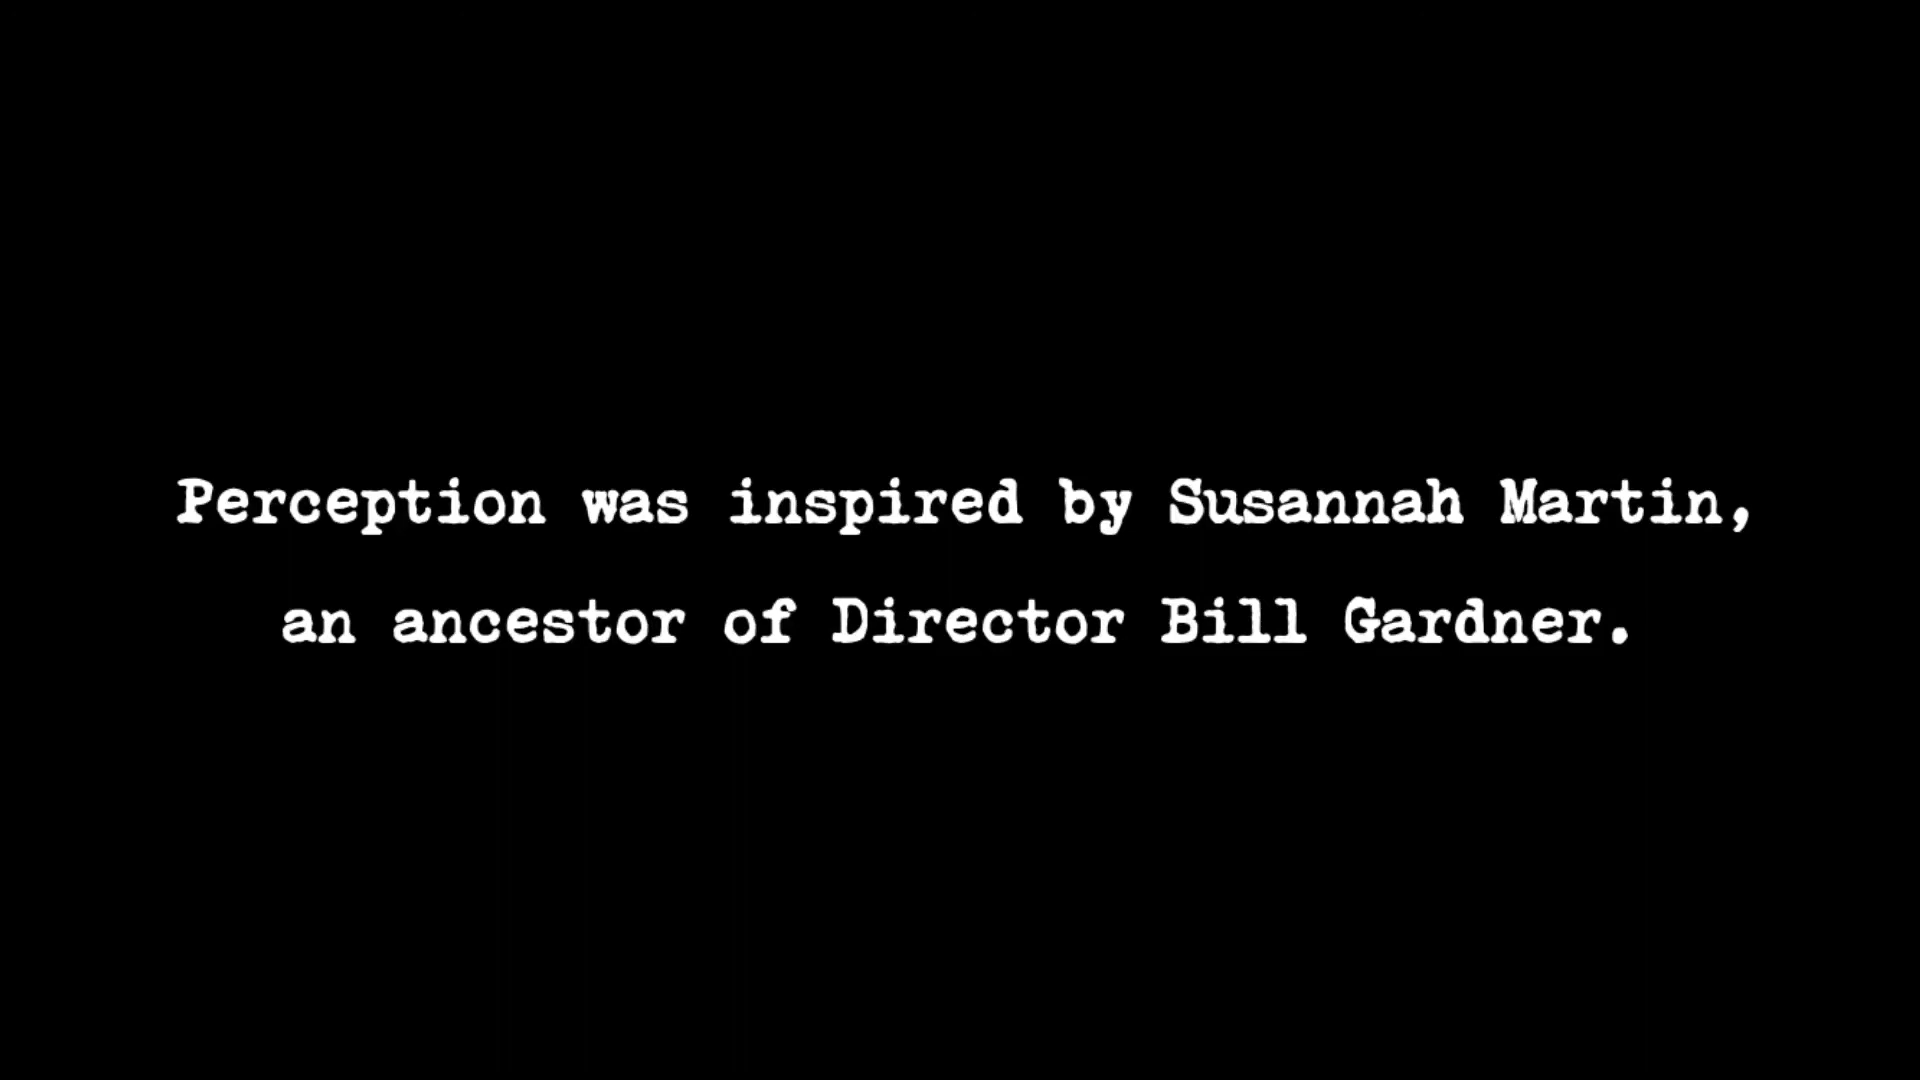 Perception was inspired by Susannah Martin,
an ancestor of Director Bill Gardner.